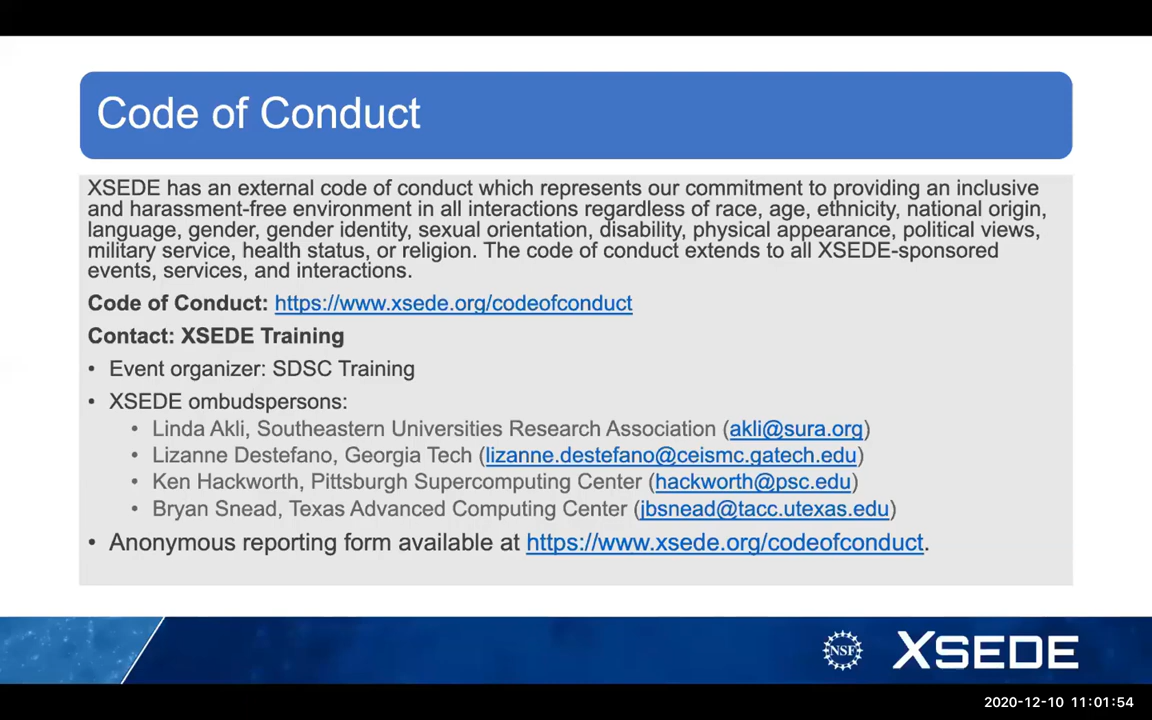 Code of Conduct
XSEDE has an external code of conduct which represents our commitment to providing an inclusive
and harassment-free environment in all interactions regardless of race, age, ethnicity, national origin,
language, gender, gender identity, sexual orientation, disability, physical appearance, political views,
military service, health status, or religion. The code of conduct extends to all XSEDE-sponsored
events, services, and interactions.
Code of Conduct: https://www.xsede.org/codeofconduct
Contact: XSEDE Training
• Event organizer: SDSC Training
• XSEDE ombudspersons:
• Linda Akli, Southeastern Universities Research Association (akli@sura.org)
• Lizanne Destefano, Georgia Tech (lizanne.destefano@ceismc.gatech.edu)
• Ken Hackworth, Pittsburgh Supercomputing Center (hackworth@psc.edu)
• Bryan Snead, Texas Advanced Computing Center (jbsnead@tacc.utexas.edu)
• Anonymous reporting form available at https://www.xsede.org/codeofconduct.
NSF XSEDE
2020-12-10 11:01:54